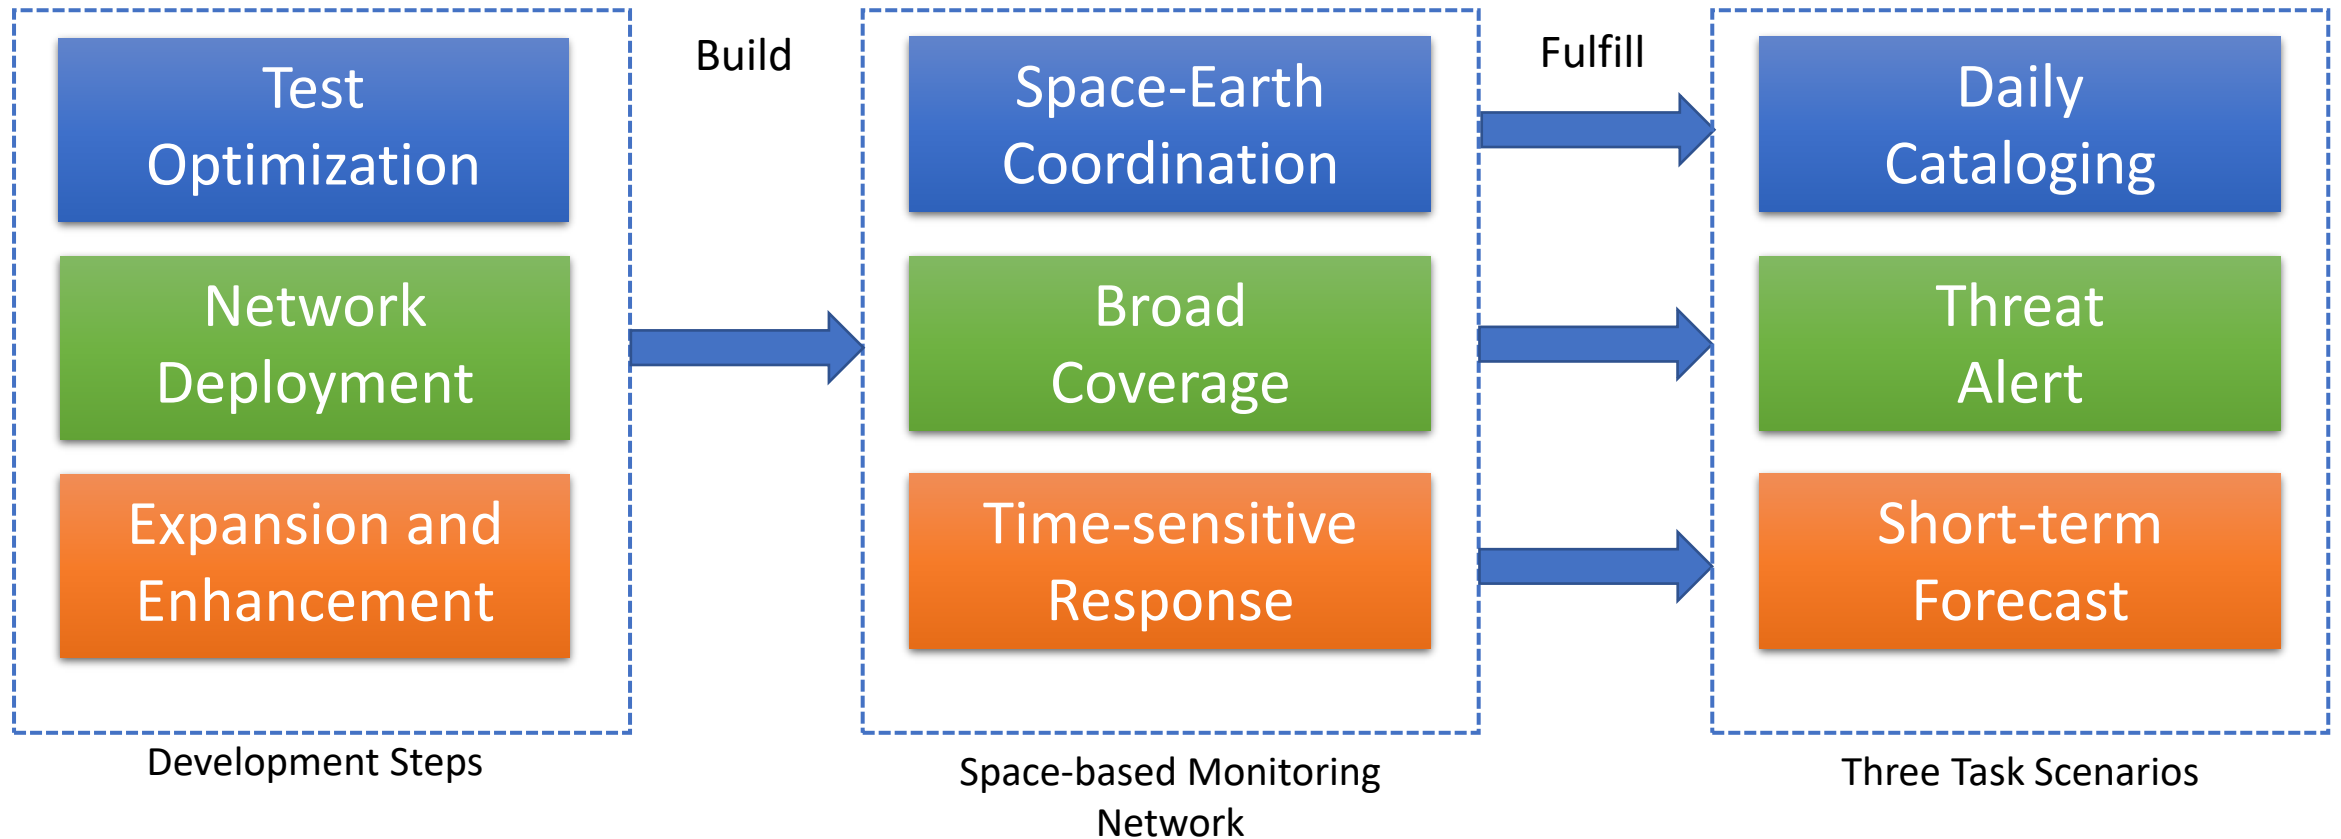 Test
Optimization
Network
Deployment
Expansion and
Enhancement
Development Steps
Build
Space-Earth
Coordination
Broad
Coverage
Time-sensitive
Response
Space-based Monitoring
Network
Fulfill
Daily
Cataloging
Threat
Alert
Short-term
Forecast
Three Task Scenarios